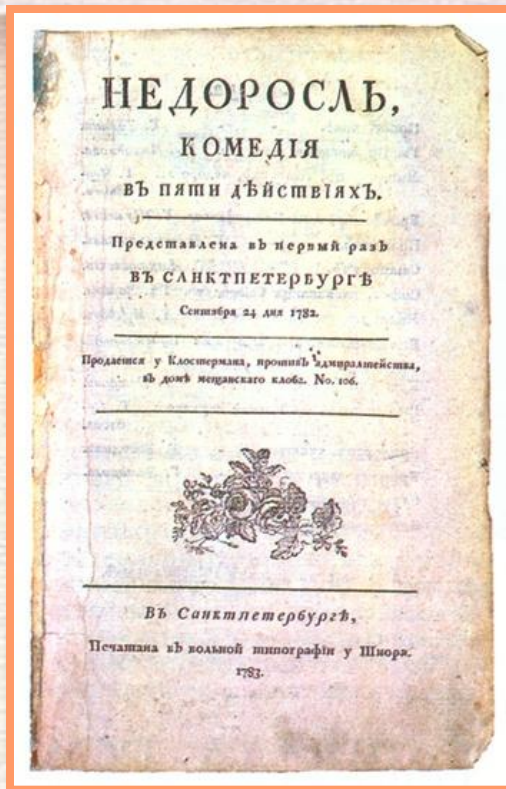 НЕДОРОСЛЬ,
КОМЕДІЯ
ВЪ ПЯТИ ДѢЙСТВІЯХЪ.
Представлена въ первый разъ
ВЪ САНКТПЕТЕРБУРГѢ
Сентября 24 дня 1782.
Продается у Клостермана, противъ адмиралтейства,
въ домѣ мещанскаго клоба. No. 106.
Въ Санктпетербургѣ,
Печатана въ вольной типографіи у Шнора.
1783.